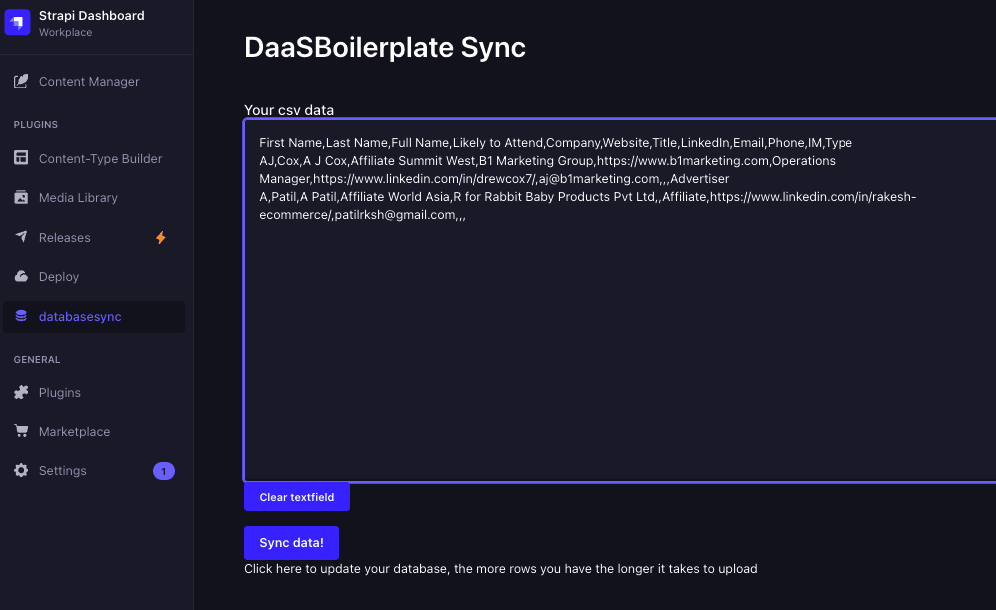 Strapi Dashboard
Workplace
Content Manager
PLUGINS
Content-Type Builder
Media Library
Releases
Deploy
databasesync
GENERAL
Plugins
Marketplace
Settings
1
DaaSBoilerplate Sync
Your csv data
First Name,Last Name,Full Name,Likely to Attend,Company,Website,Title,LinkedIn,Email,Phone,IM,Type
AJ,Cox,A J Cox,Affiliate Summit West,B1 Marketing Group,https://www.b1marketing.com,Operations
Manager,https://www.linkedin.com/in/drewcox7/,aj@b1marketing.com,,,Advertiser
A,Patil,A Patil,Affiliate World Asia,R for Rabbit Baby Products Pvt Ltd,,Affiliate,https://www.linkedin.com/in/rakesh-
ecommerce/,patilrksh@gmail.com,,,
Clear textfield
Sync data!
Click here to update your database, the more rows you have the longer it takes to upload